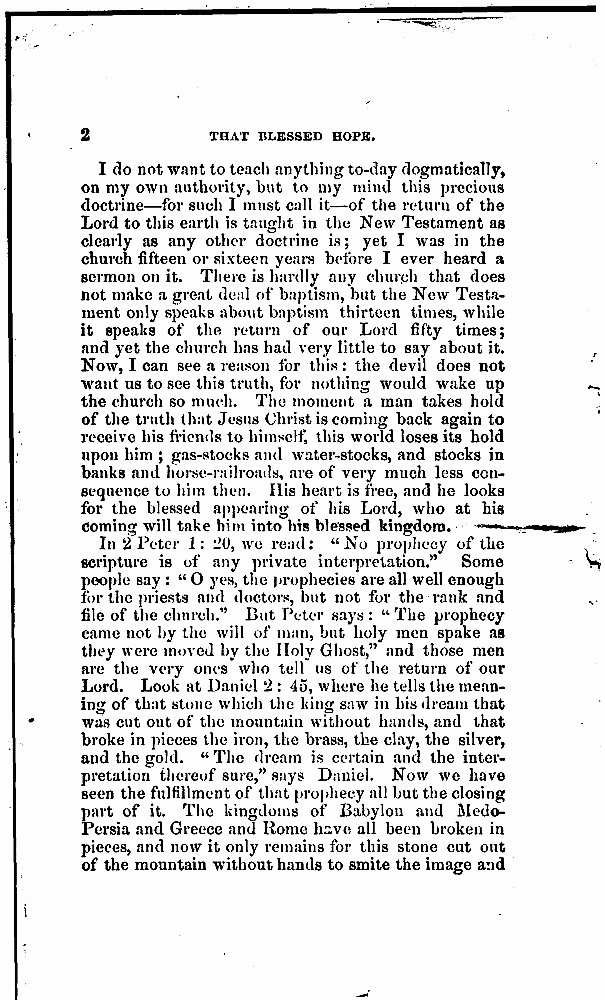 2 THAT BLESSED HOPE.
I do not want to teach anything to-day dogmatically,
on my own authority, but to my mind this precious
doctrine—for such I must call it—of the return of the
Lord to this earth is taught in the New Testament as
clearly as any other doctrine is; yet I was in the
church fifteen or sixteen years before I ever heard a
sermon on it. There is hardly any church that does
not make a great deal of baptism, but the New Testa-
ment only speaks about baptism thirteen times, while
it speaks of the return of our Lord fifty times;
and yet the church has had very little to say about it.
Now, I can see a reason for this: the devil does not
want us to see this truth, for nothing would wake up
the church so much. The moment a man takes hold
of the truth that Jesus Christ is coming back again to
receive his friends to himself, this world loses its hold
upon him; gas-stocks and water-stocks, and stocks in
banks and horse-railroads, are of very much less con-
sequence to him then. His heart is free, and he looks
for the blessed appearing of his Lord, who at his
coming will take him into his blessed kingdom.
In 2 Peter 1: 20, we read: “No prophecy of the
scripture is of any private interpretation.” Some
people say: “O yes, the prophecies are all well enough
for the priests and doctors, but not for the rank and
file of the church.” But Peter says: “The prophecy
came not by the will of man, but holy men spake as
they were moved by the Holy Ghost,” and those men
are the very ones who tell us of the return of our
Lord. Look at Daniel 2: 45, where he tells the mean-
ing of that stone which the king saw in his dream that
was cut out of the mountain without hands, and that
broke in pieces the iron, the brass, the clay, the silver,
and the gold. “The dream is certain and the inter-
pretation thereof sure,” says Daniel. Now we have
seen the fulfillment of that prophecy all but the closing
part of it. The kingdoms of Babylon and Medo-
Persia and Greece and Rome have all been broken in
pieces, and now it only remains for this stone cut out
of the mountain without hands to smite the image and